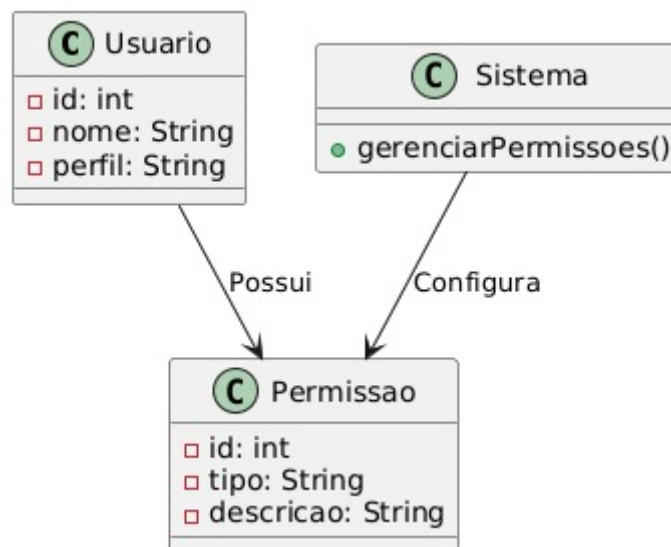 C Usuario
id: int
nome: String
perfil: String
C Sistema
gerenciarPermissoes()
Possui
Configura
C Permissao
id: int
tipo: String
descricao: String